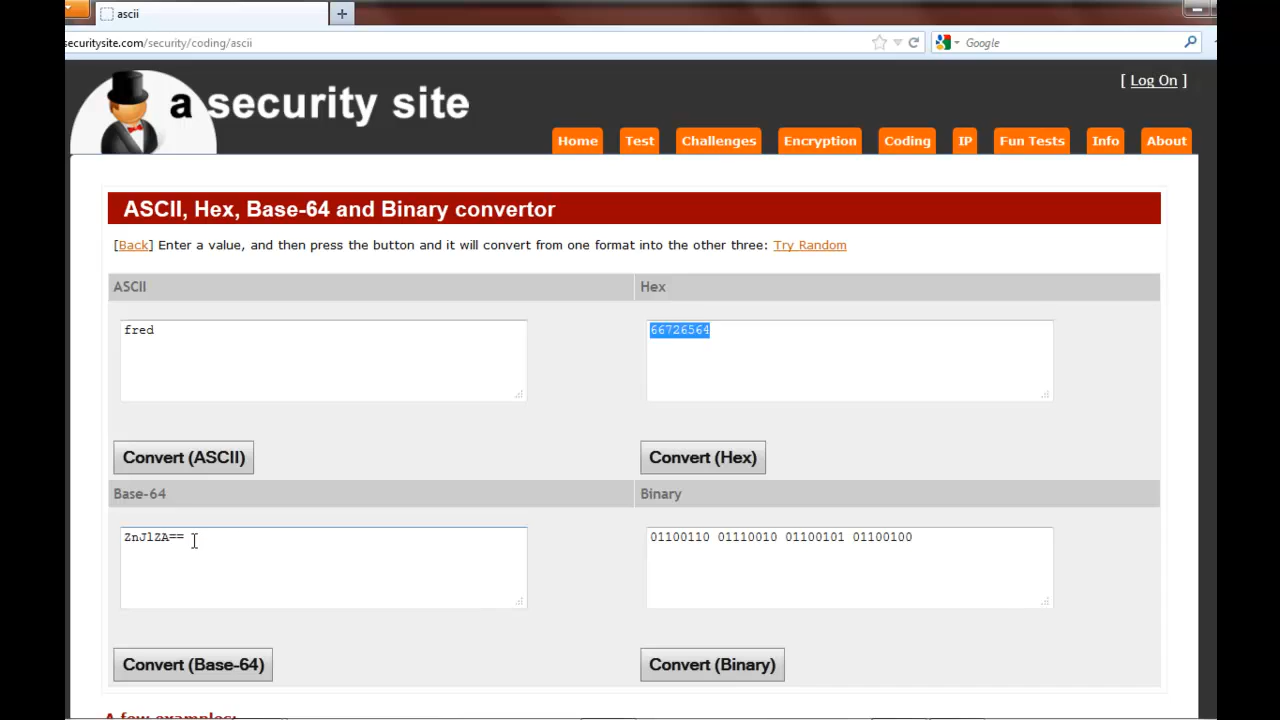 ascii
securitysite.com/security/coding/ascii
Google
[ Log On ]
a security site
Home Test Challenges Encryption Coding IP Fun Tests Info About
ASCII, Hex, Base-64 and Binary convertor
[Back] Enter a value, and then press the button and it will convert from one format into the other three: Try Random
ASCII
Hex
fred
66726564
Convert (ASCII)
Convert (Hex)
Base-64
Binary
ZnJlZA==
01100110 01110010 01100101 01100100
Convert (Base-64)
Convert (Binary)
A few examples: